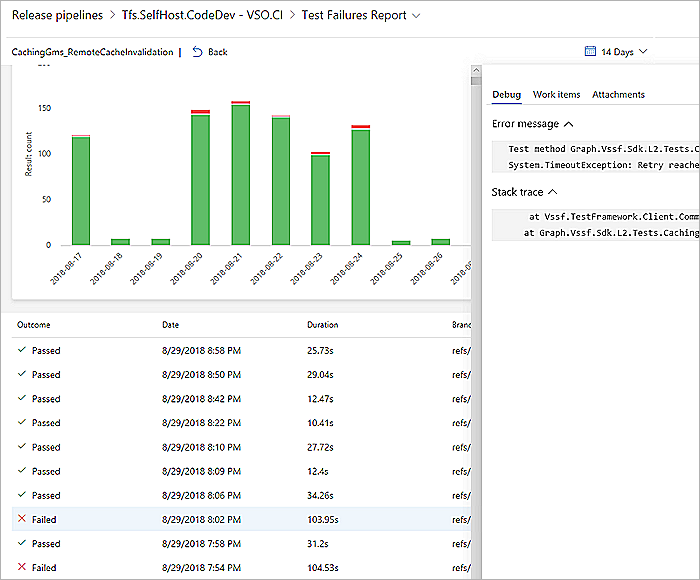 Release pipelines > Tfs.SelfHost.CodeDev - VSO.CI > Test Failures Report
CachingGms_RemoteCacheInvalidation | Back
14 Days
Result count
150
100
50
0
2018-08-17
2018-08-18
2018-08-19
2018-08-20
2018-08-21
2018-08-22
2018-08-23
2018-08-24
2018-08-25
2018-08-26
Debug Work items Attachments
Error message
Test method Graph.Vssf.Sdk.L2.Tests.C
System.TimeoutException: Retry reache
Stack trace
at Vssf.TestFramework.Client.Comm
at Graph.Vssf.Sdk.L2.Tests.Caching
Outcome Date Duration Branc
Passed 8/29/2018 8:58 PM 25.73s refs/
Passed 8/29/2018 8:50 PM 29.04s refs/
Passed 8/29/2018 8:42 PM 12.47s refs/
Passed 8/29/2018 8:22 PM 10.41s refs/
Passed 8/29/2018 8:10 PM 27.72s refs/
Passed 8/29/2018 8:09 PM 12.4s refs/
Passed 8/29/2018 8:06 PM 34.26s refs/
Failed 8/29/2018 8:02 PM 103.95s refs/
Passed 8/29/2018 7:58 PM 31.2s refs/
Failed 8/29/2018 7:54 PM 104.53s refs/